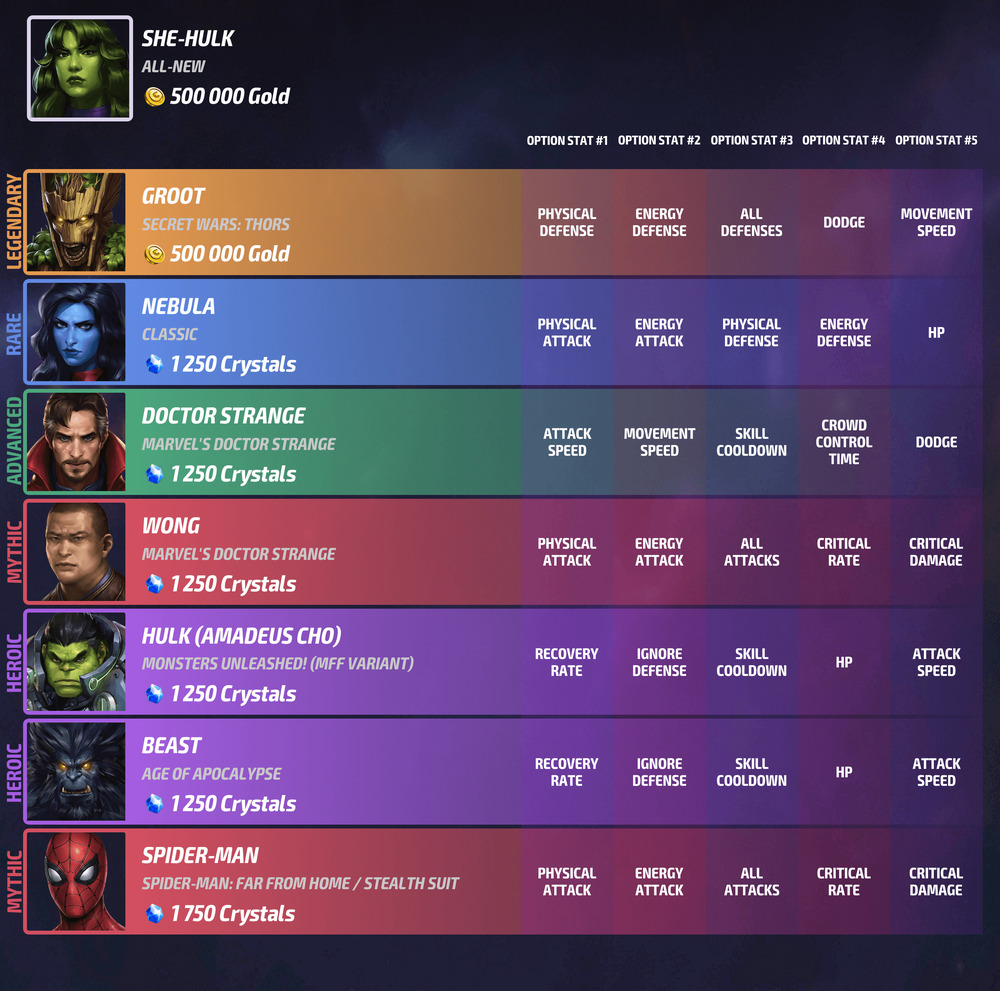 SHE-HULK
ALL-NEW
500 000 Gold
OPTION STAT #1 OPTION STAT #2 OPTION STAT #3 OPTION STAT #4 OPTION STAT #5
LEGENDARY
GROOT
SECRET WARS: THORS
500 000 Gold
PHYSICAL
DEFENSE
ENERGY
DEFENSE
ALL
DEFENSES
DODGE
MOVEMENT
SPEED
RARE
NEBULA
CLASSIC
1 250 Crystals
PHYSICAL
ATTACK
ENERGY
ATTACK
PHYSICAL
DEFENSE
ENERGY
DEFENSE
HP
ADVANCED
DOCTOR STRANGE
MARVEL'S DOCTOR STRANGE
1 250 Crystals
ATTACK
SPEED
MOVEMENT
SPEED
SKILL
COOLDOWN
CROWD
CONTROL
TIME
DODGE
MYTHIC
WONG
MARVEL'S DOCTOR STRANGE
1 250 Crystals
PHYSICAL
ATTACK
ENERGY
ATTACK
ALL
ATTACKS
CRITICAL
RATE
CRITICAL
DAMAGE
HEROIC
HULK (AMADEUS CHO)
MONSTERS UNLEASHED! (MFF VARIANT)
1 250 Crystals
RECOVERY
RATE
IGNORE
DEFENSE
SKILL
COOLDOWN
HP
ATTACK
SPEED
HEROIC
BEAST
AGE OF APOCALYPSE
1 250 Crystals
RECOVERY
RATE
IGNORE
DEFENSE
SKILL
COOLDOWN
HP
ATTACK
SPEED
MYTHIC
SPIDER-MAN
SPIDER-MAN: FAR FROM HOME / STEALTH SUIT
1 750 Crystals
PHYSICAL
ATTACK
ENERGY
ATTACK
ALL
ATTACKS
CRITICAL
RATE
CRITICAL
DAMAGE